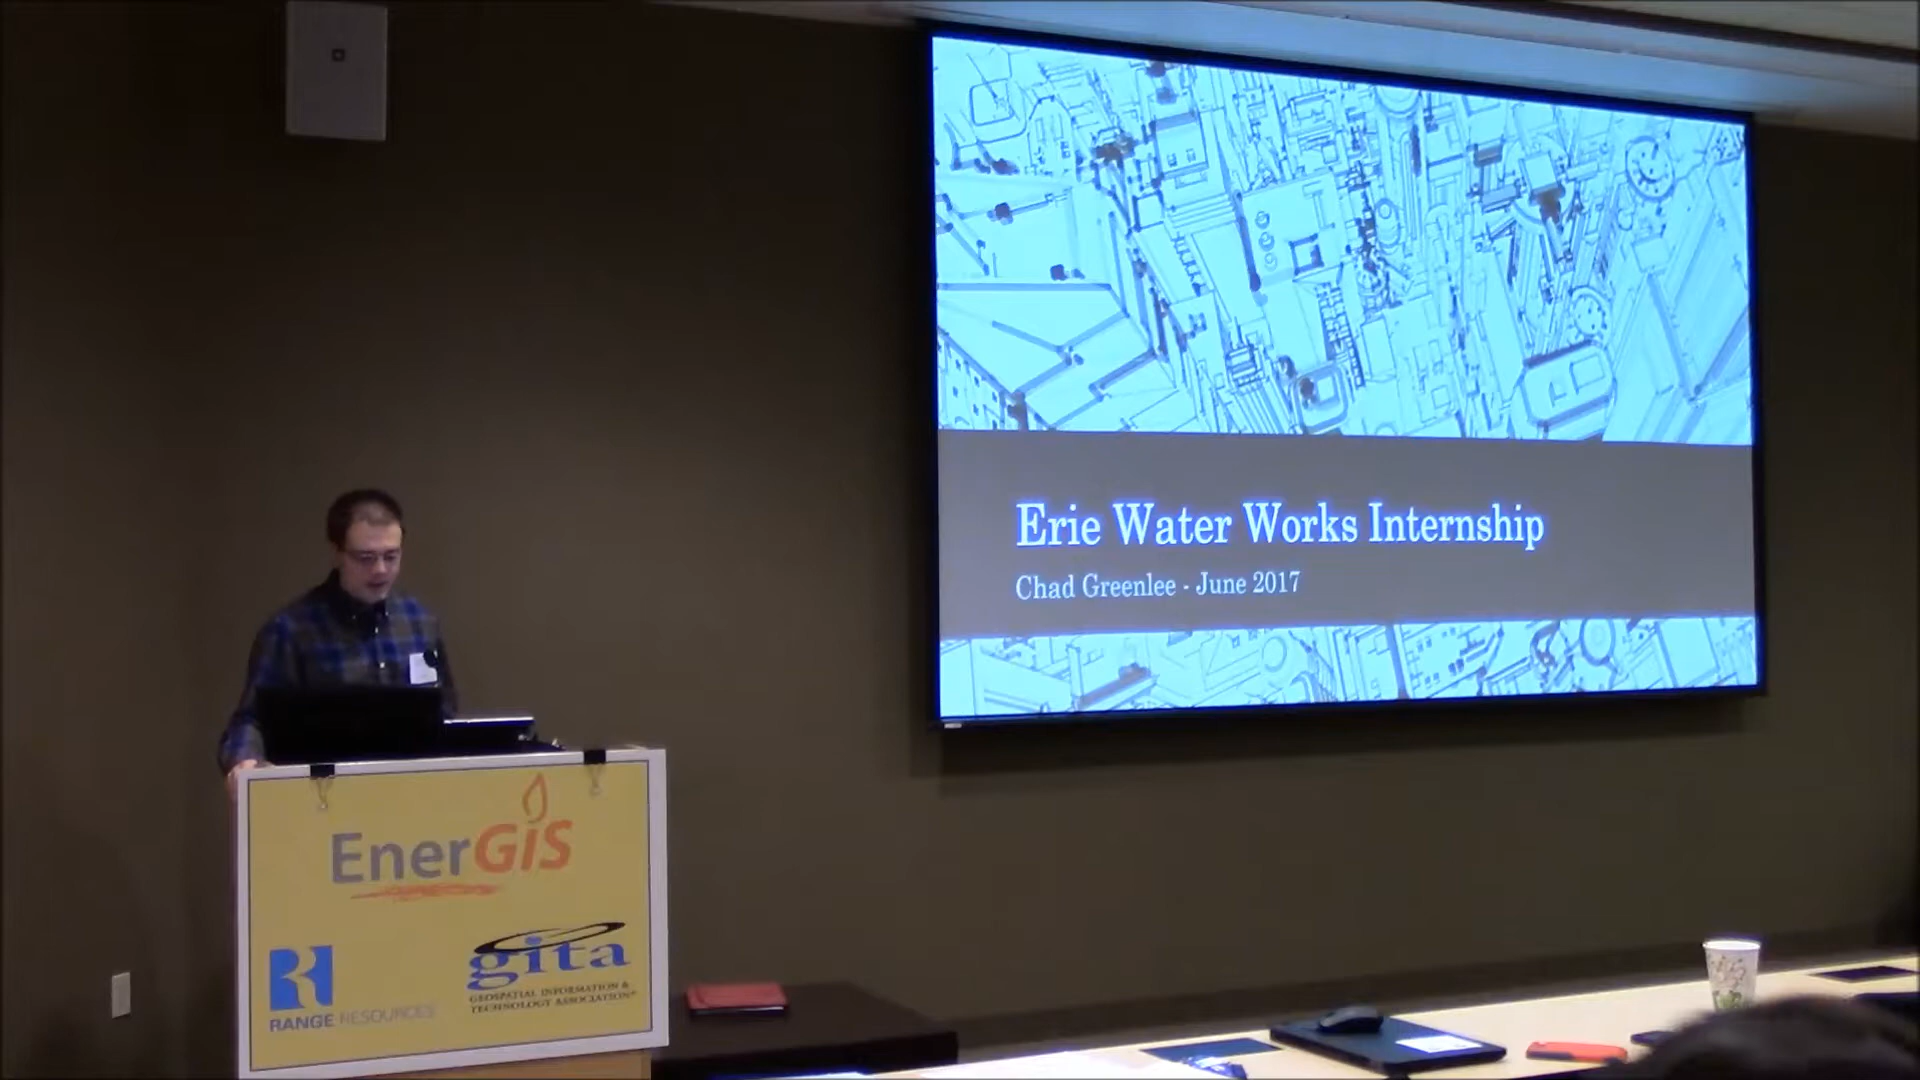 Erie Water Works Internship
Chad Greenlee - June 2017
EnerGIS
RANGE RESOURCES
gita
GEOSPATIAL INFORMATION &
TECHNOLOGY ASSOCIATION